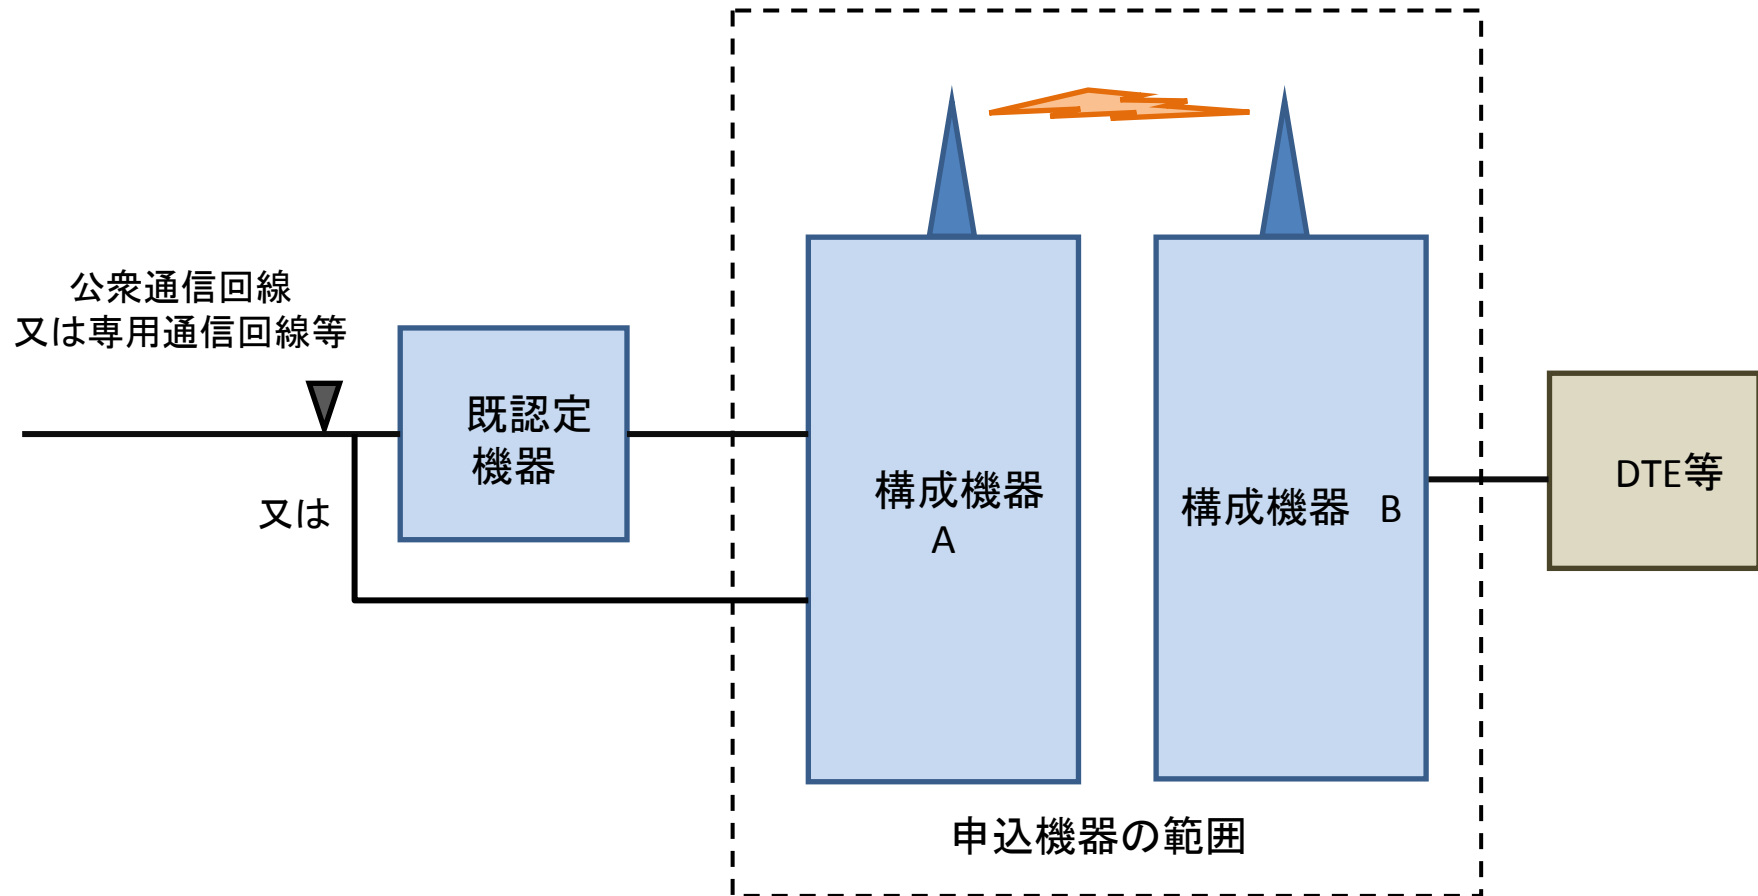 公衆通信回線
又は専用通信回線等
既認定
機器
又は
構成機器
A
構成機器 B
DTE等
申込機器の範囲